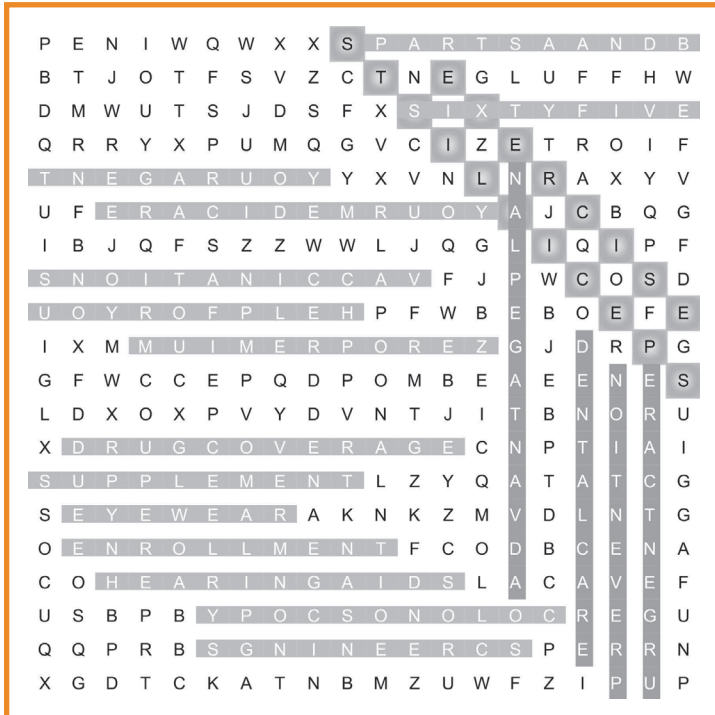 P E N I W Q W X X S P A R T S A A N D B
B T J O T F S V Z C T N E G L U F F H W
D M W U T S J D S F X S I X T Y F I V E
Q R R Y X P U M Q G V C I Z E T R O I F
T N E G A R U O Y Y X V N L N R A X Y V
U F E R A C I D E M R U O Y A J C B Q G
I B J Q F S Z Z W W L J Q G L I Q I P F
S N O I T A N I C C A V F J P W C O S D
U O Y R O F P L E H P F W B E B O E F E
I X M M U I M E R P O R E Z G J D R P G
G F W C C E P Q D P O M B E A E E N E S
L D X O X P V Y D V N T J I T B N O R U
X D R U G C O V E R A G E C N P T I A I
S U P P L E M E N T L Z Y Q A T A T C G
S E Y E W E A R A K N K Z M V D L N T G
O E N R O L L M E N T F C O D B C E N A
C O H E A R I N G A I D S L A C A V E F
U S B P B Y P O C S O N O L O C R E G U
Q Q P R B S G N I N E E R C S P E R R N
X G D T C K A T N B M Z U W F Z I P U P